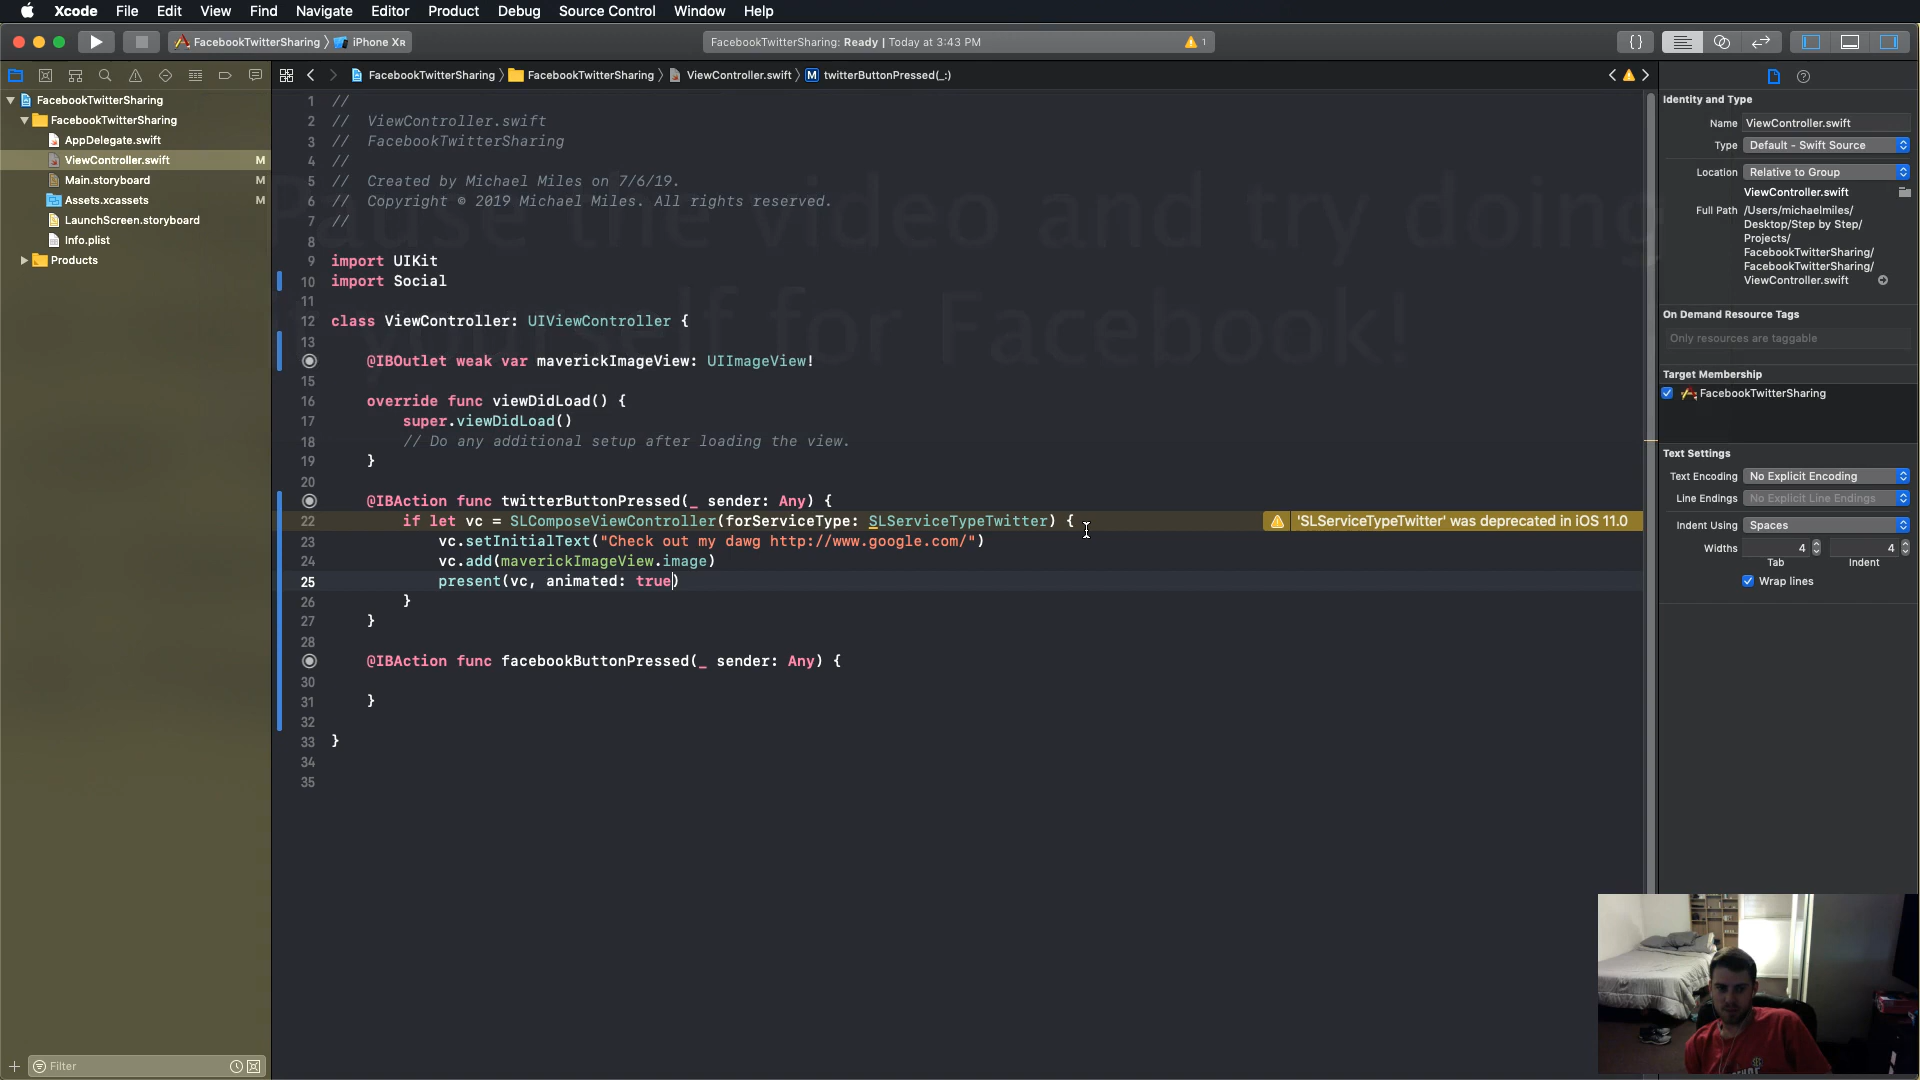 Xcode File Edit View Find Navigate Editor Product Debug Source Control Window Help
FacebookTwitterSharing iPhone XR
FacebookTwitterSharing: Ready | Today at 3:43 PM 1
FacebookTwitterSharing FacebookTwitterSharing ViewController.swift M twitterButtonPressed(_:)
FacebookTwitterSharing
FacebookTwitterSharing
AppDelegate.swift
ViewController.swift M
Main.storyboard M
Assets.xcassets M
LaunchScreen.storyboard
Info.plist
Products
Filter
Pause the video and try doing
yourself for Facebook!
1 //
2 // ViewController.swift
3 // FacebookTwitterSharing
4 //
5 // Created by Michael Miles on 7/6/19.
6 // Copyright © 2019 Michael Miles. All rights reserved.
7 //
8
9 import UIKit
10 import Social
11
12 class ViewController: UIViewController {
13
@IBOutlet weak var maverickImageView: UIImageView!
15
16 override func viewDidLoad() {
17 super.viewDidLoad()
18 // Do any additional setup after loading the view.
19 }
20
@IBAction func twitterButtonPressed(_ sender: Any) {
22 if let vc = SLComposeViewController(forServiceType: SLServiceTypeTwitter) {
'SLServiceTypeTwitter' was deprecated in iOS 11.0
23 vc.setInitialText("Check out my dawg http://www.google.com/")
24 vc.add(maverickImageView.image)
25 present(vc, animated: true)
26 }
27 }
28
@IBAction func facebookButtonPressed(_ sender: Any) {
30
31 }
32
33 }
34
35
Identity and Type
Name ViewController.swift
Type Default - Swift Source
Location Relative to Group
ViewController.swift
Full Path /Users/michaelmiles/
Desktop/Step by Step/
Projects/
FacebookTwitterSharing/
FacebookTwitterSharing/
ViewController.swift
On Demand Resource Tags
Only resources are taggable
Target Membership
FacebookTwitterSharing
Text Settings
Text Encoding No Explicit Encoding
Line Endings No Explicit Line Endings
Indent Using Spaces
Widths 4 4
Tab Indent
Wrap lines